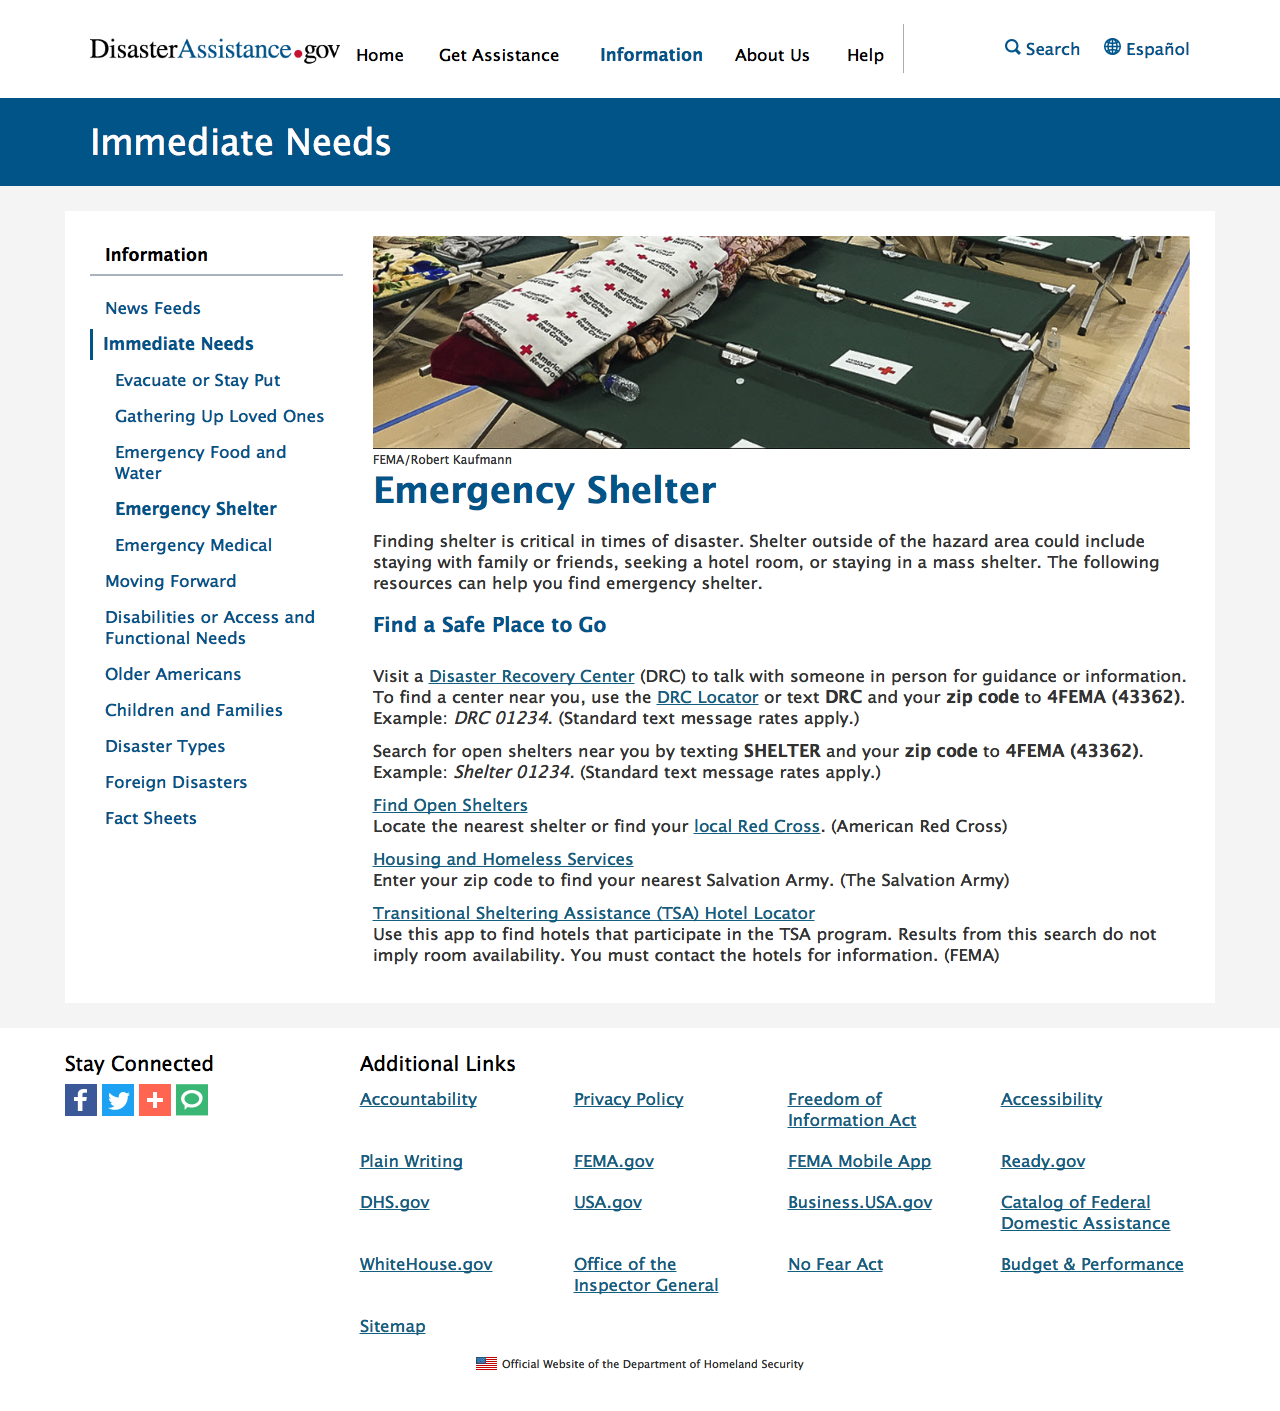 DisasterAssistance.gov
Home Get Assistance Information About Us Help
Search Español
Immediate Needs
Information
News Feeds
Immediate Needs
Evacuate or Stay Put
Gathering Up Loved Ones
Emergency Food and
Water
Emergency Shelter
Emergency Medical
Moving Forward
Disabilities or Access and
Functional Needs
Older Americans
Children and Families
Disaster Types
Foreign Disasters
Fact Sheets
American
Red Cross
American
Red Cross
American
Red Cross
American
Red Cross
FEMA/Robert Kaufmann
Emergency Shelter
Finding shelter is critical in times of disaster. Shelter outside of the hazard area could include
staying with family or friends, seeking a hotel room, or staying in a mass shelter. The following
resources can help you find emergency shelter.
Find a Safe Place to Go
Visit a Disaster Recovery Center (DRC) to talk with someone in person for guidance or information.
To find a center near you, use the DRC Locator or text DRC and your zip code to 4FEMA (43362).
Example: DRC 01234. (Standard text message rates apply.)
Search for open shelters near you by texting SHELTER and your zip code to 4FEMA (43362).
Example: Shelter 01234. (Standard text message rates apply.)
Find Open Shelters
Locate the nearest shelter or find your local Red Cross. (American Red Cross)
Housing and Homeless Services
Enter your zip code to find your nearest Salvation Army. (The Salvation Army)
Transitional Sheltering Assistance (TSA) Hotel Locator
Use this app to find hotels that participate in the TSA program. Results from this search do not
imply room availability. You must contact the hotels for information. (FEMA)
Stay Connected
Additional Links
Accountability
Privacy Policy
Freedom of
Information Act
Accessibility
Plain Writing
FEMA.gov
FEMA Mobile App
Ready.gov
DHS.gov
USA.gov
Business.USA.gov
Catalog of Federal
Domestic Assistance
WhiteHouse.gov
Office of the
Inspector General
No Fear Act
Budget & Performance
Sitemap
Official Website of the Department of Homeland Security